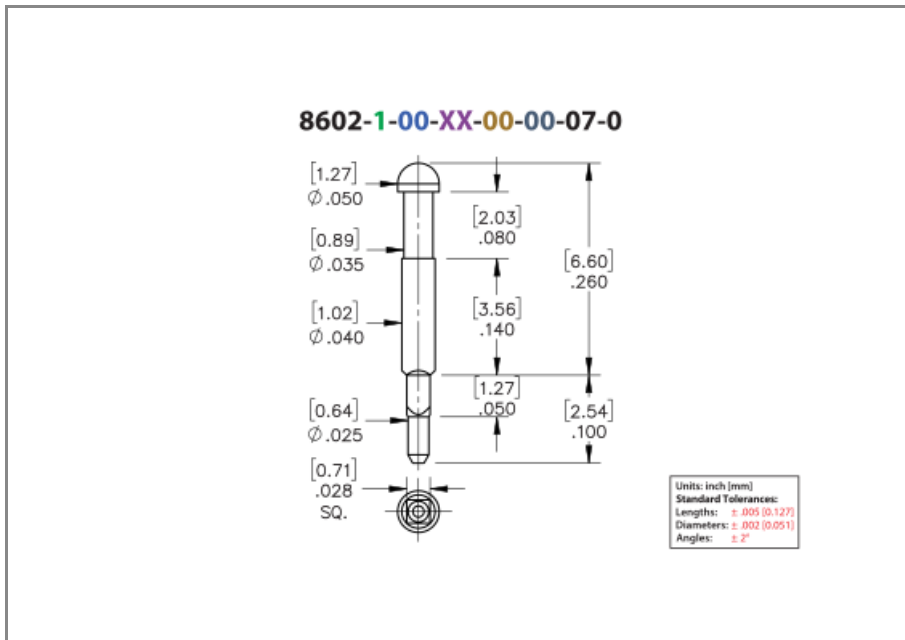 8602-1-00-XX-00-00-07-0
[1.27]
Ø.050
[2.03]
.080
[0.89]
Ø.035
[6.60]
.260
[3.56]
.140
[1.02]
Ø.040
[1.27]
.050
[2.54]
.100
[0.64]
Ø.025
[0.71]
.028
SQ.
Units: inch [mm]
Standard Tolerances:
Lengths: ± .005 [0.127]
Diameters: ± .002 [0.051]
Angles: ± 2°